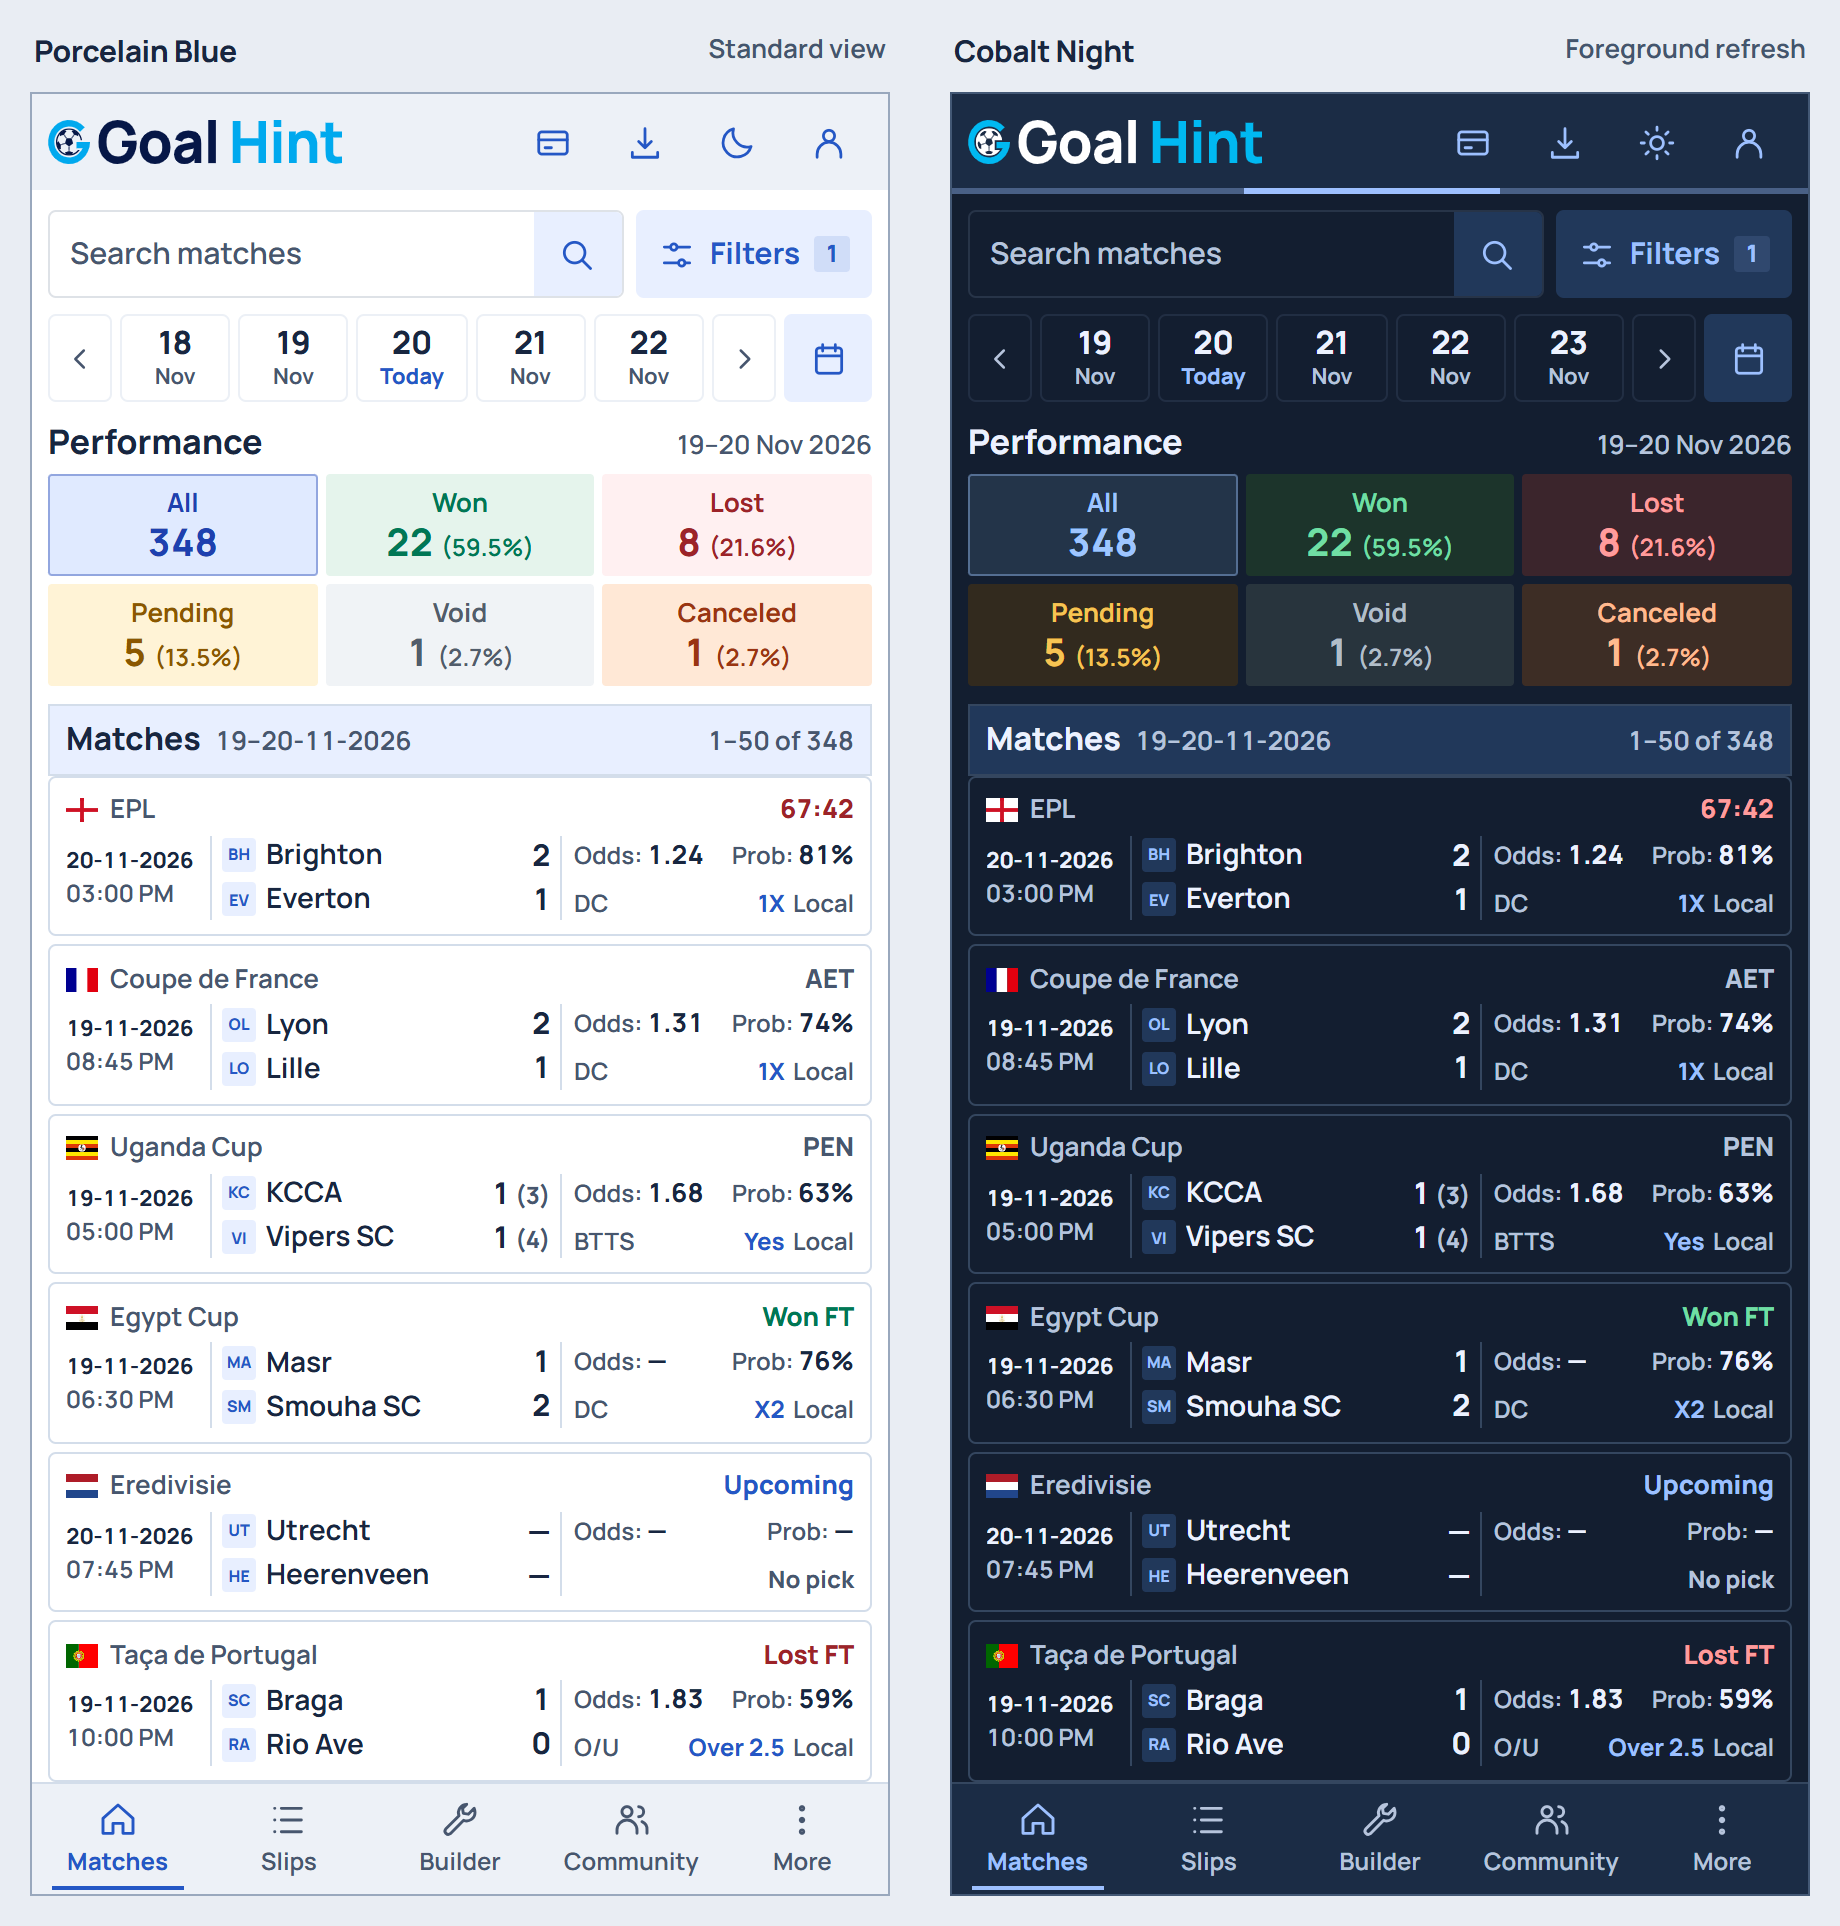 Porcelain Blue
Standard view
Goal Hint
Search matches
Filters 1
18 Nov
19 Nov
20 Today
21 Nov
22 Nov
Performance
19–20 Nov 2026
All
348
Won
22 (59.5%)
Lost
8 (21.6%)
Pending
5 (13.5%)
Void
1 (2.7%)
Canceled
1 (2.7%)
Matches 19–20-11-2026
1–50 of 348
EPL
67:42
20-11-2026
03:00 PM
BH Brighton 2
EV Everton 1
Odds: 1.24 Prob: 81%
DC 1X Local
Coupe de France
AET
19-11-2026
08:45 PM
OL Lyon 2
LO Lille 1
Odds: 1.31 Prob: 74%
DC 1X Local
Uganda Cup
PEN
19-11-2026
05:00 PM
KC KCCA 1 (3)
VI Vipers SC 1 (4)
Odds: 1.68 Prob: 63%
BTTS Yes Local
Egypt Cup
Won FT
19-11-2026
06:30 PM
MA Masr 1
SM Smouha SC 2
Odds: – Prob: 76%
DC X2 Local
Eredivisie
Upcoming
20-11-2026
07:45 PM
UT Utrecht –
HE Heerenveen –
Odds: – Prob: –
No pick
Taça de Portugal
Lost FT
19-11-2026
10:00 PM
SC Braga 1
RA Rio Ave 0
Odds: 1.83 Prob: 59%
O/U Over 2.5 Local
Matches
Slips
Builder
Community
More
Cobalt Night
Foreground refresh
Goal Hint
Search matches
Filters 1
19 Nov
20 Today
21 Nov
22 Nov
23 Nov
Performance
19–20 Nov 2026
All
348
Won
22 (59.5%)
Lost
8 (21.6%)
Pending
5 (13.5%)
Void
1 (2.7%)
Canceled
1 (2.7%)
Matches 19–20-11-2026
1–50 of 348
EPL
67:42
20-11-2026
03:00 PM
BH Brighton 2
EV Everton 1
Odds: 1.24 Prob: 81%
DC 1X Local
Coupe de France
AET
19-11-2026
08:45 PM
OL Lyon 2
LO Lille 1
Odds: 1.31 Prob: 74%
DC 1X Local
Uganda Cup
PEN
19-11-2026
05:00 PM
KC KCCA 1 (3)
VI Vipers SC 1 (4)
Odds: 1.68 Prob: 63%
BTTS Yes Local
Egypt Cup
Won FT
19-11-2026
06:30 PM
MA Masr 1
SM Smouha SC 2
Odds: – Prob: 76%
DC X2 Local
Eredivisie
Upcoming
20-11-2026
07:45 PM
UT Utrecht –
HE Heerenveen –
Odds: – Prob: –
No pick
Taça de Portugal
Lost FT
19-11-2026
10:00 PM
SC Braga 1
RA Rio Ave 0
Odds: 1.83 Prob: 59%
O/U Over 2.5 Local
Matches
Slips
Builder
Community
More